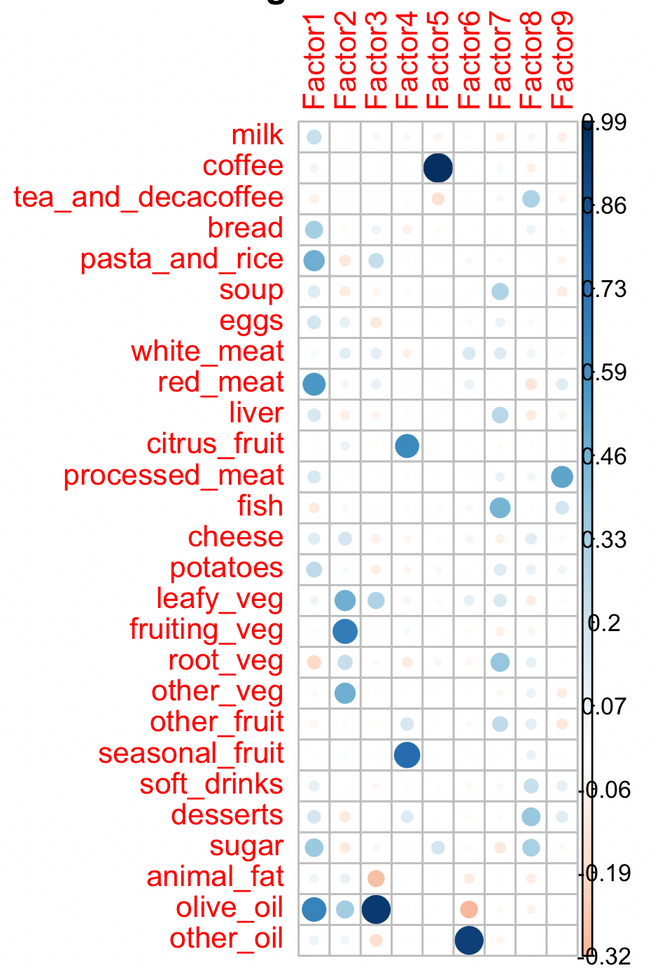 Factor1
Factor2
Factor3
Factor4
Factor5
Factor6
Factor7
Factor8
Factor9
milk
coffee
tea_and_decacoffee
bread
pasta_and_rice
soup
eggs
white_meat
red_meat
liver
citrus_fruit
processed_meat
fish
cheese
potatoes
leafy_veg
fruiting_veg
root_veg
other_veg
other_fruit
seasonal_fruit
soft_drinks
desserts
sugar
animal_fat
olive_oil
other_oil
0.99
0.86
0.73
0.59
0.46
0.33
0.2
0.07
-0.06
-0.19
-0.32